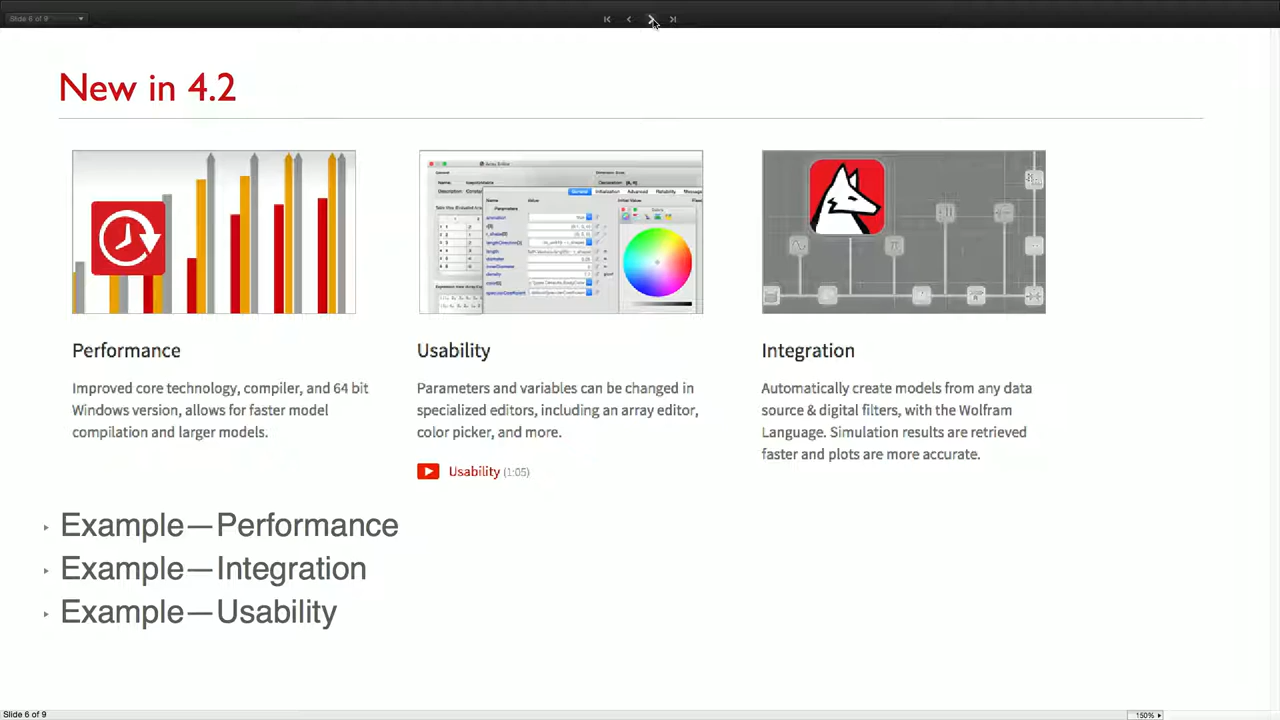 Slide 6 of 9
New in 4.2
Performance
Improved core technology, compiler, and 64 bit
Windows version, allows for faster model
compilation and larger models.
Usability
Parameters and variables can be changed in
specialized editors, including an array editor,
color picker, and more.
Usability (1:05)
Integration
Automatically create models from any data
source & digital filters, with the Wolfram
Language. Simulation results are retrieved
faster and plots are more accurate.
Example—Performance
Example—Integration
Example—Usability
Slide 6 of 9
150%